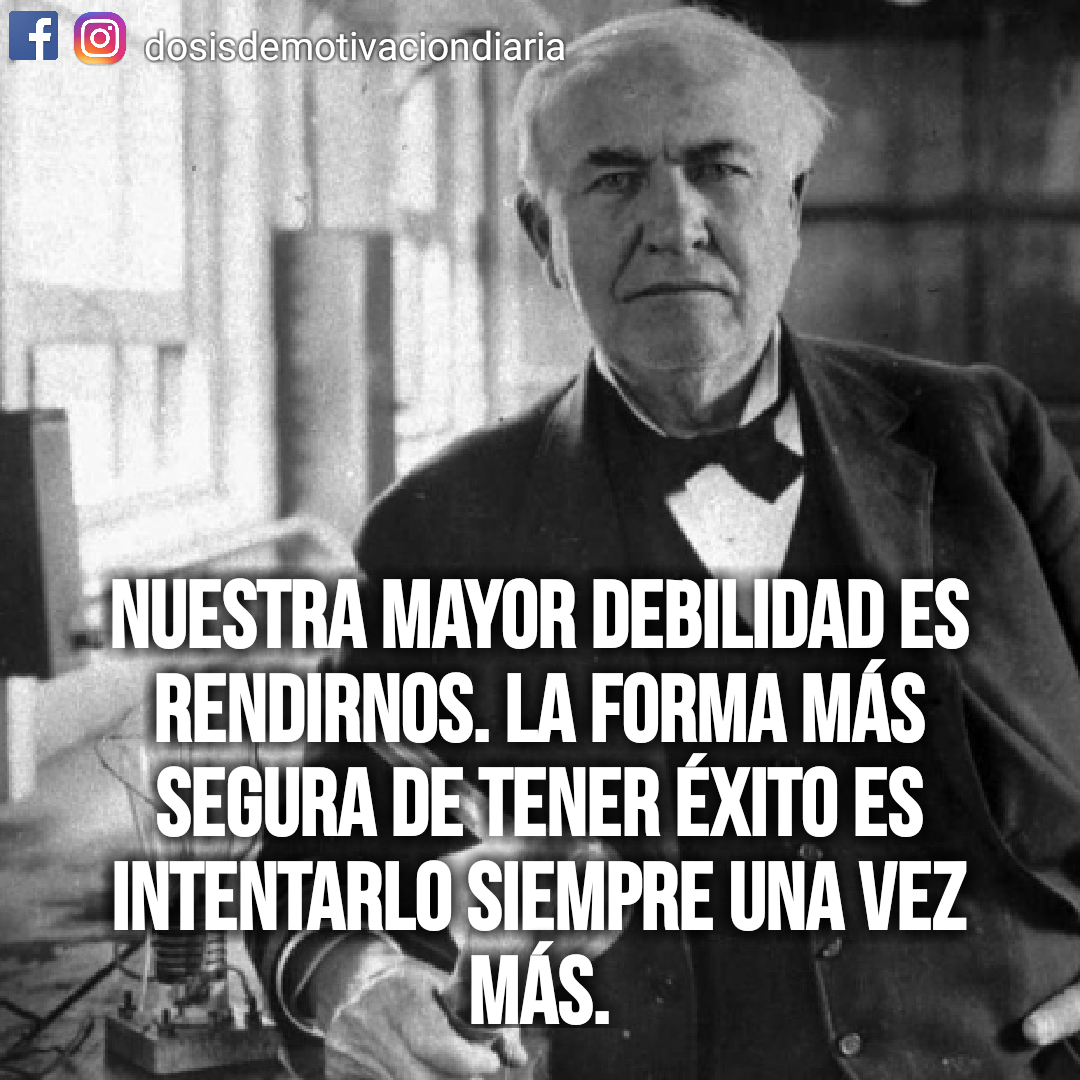 dosisdemotivaciondiaria
NUESTRA MAYOR DEBILIDAD ES
RENDIRNOS. LA FORMA MÁS
SEGURA DE TENER ÉXITO ES
INTENTARLO SIEMPRE UNA VEZ
MÁS.